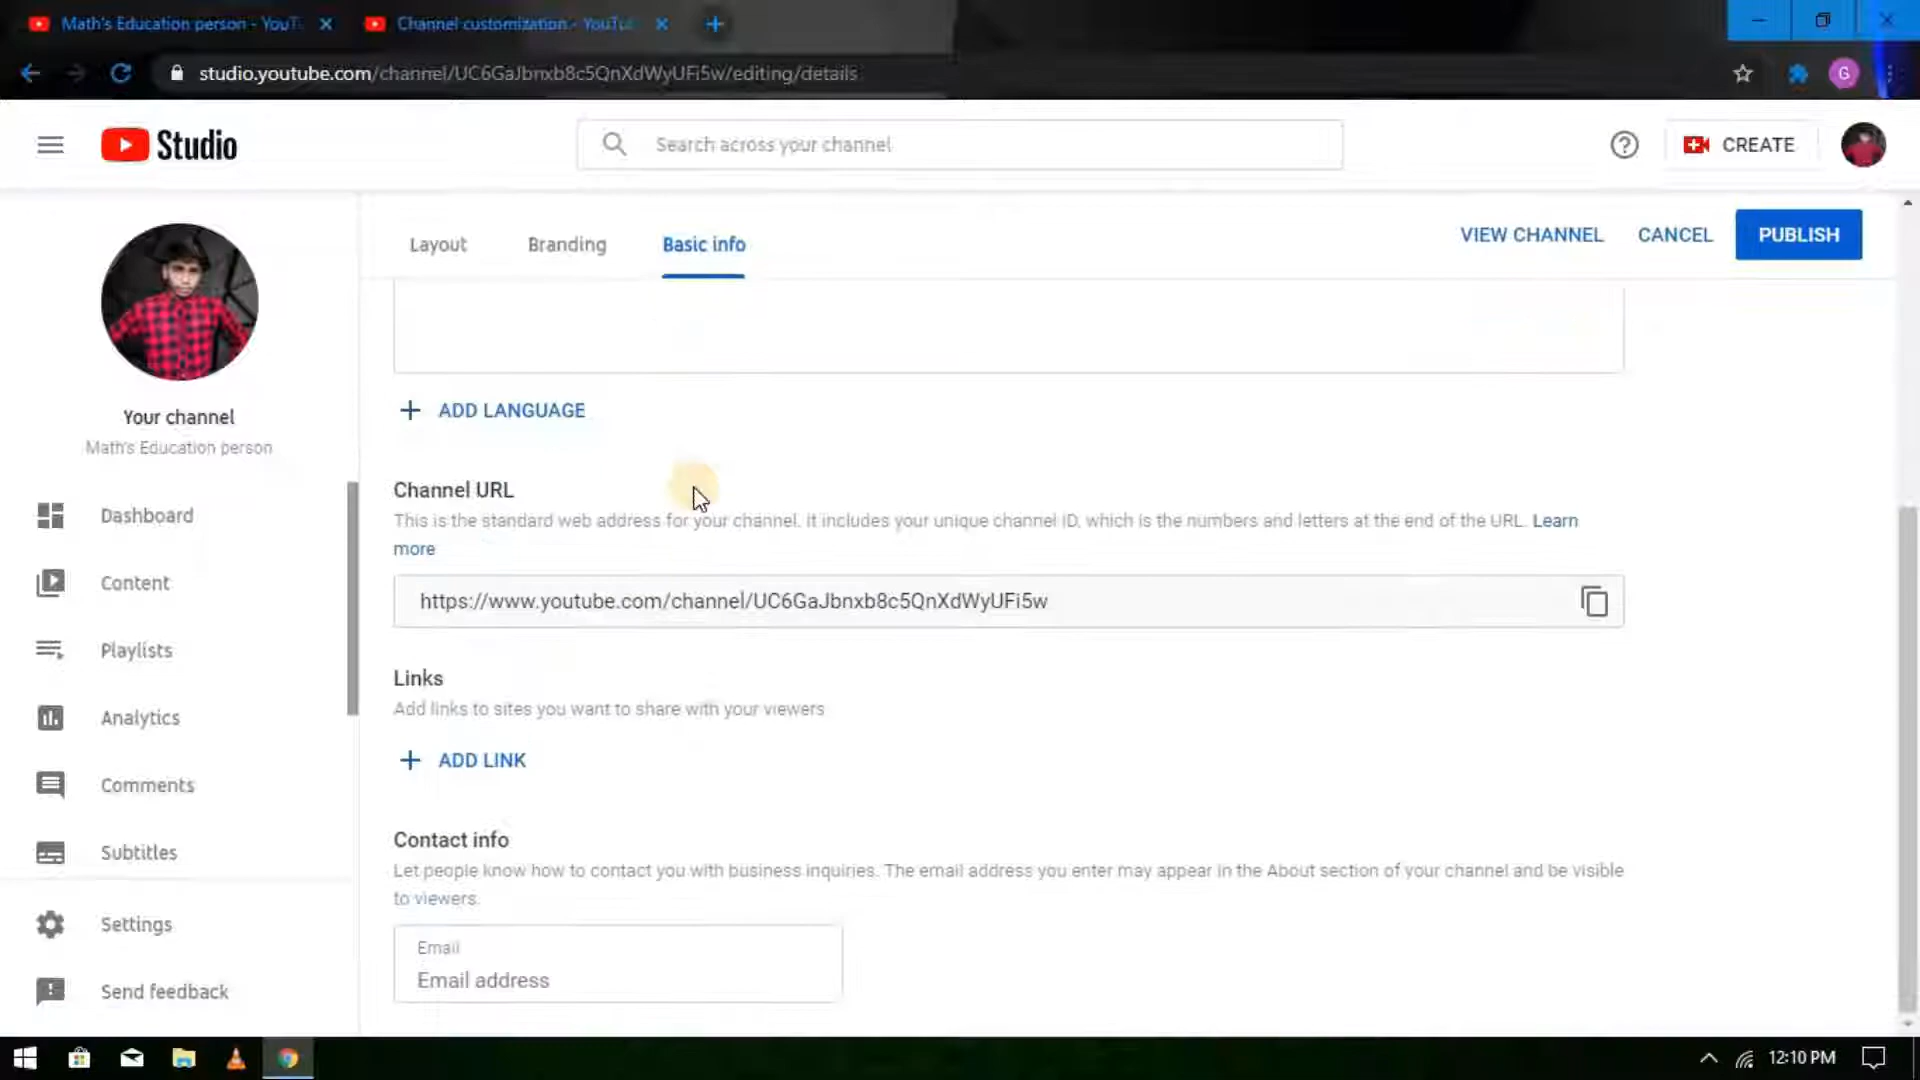 Math's Education person - YouT
Channel customization - YouTu
studio.youtube.com/channel/UC6GaJbnxb8c5QnXdWyUFi5w/editing/details
G
Studio
Search across your channel
CREATE
Layout
Branding
Basic info
VIEW CHANNEL
CANCEL
PUBLISH
Your channel
Math's Education person
Dashboard
Content
Playlists
Analytics
Comments
Subtitles
Settings
Send feedback
ADD LANGUAGE
Channel URL
This is the standard web address for your channel. It includes your unique channel ID, which is the numbers and letters at the end of the URL. Learn
more
https://www.youtube.com/channel/UC6GaJbnxb8c5QnXdWyUFi5w
Links
Add links to sites you want to share with your viewers
ADD LINK
Contact info
Let people know how to contact you with business inquiries. The email address you enter may appear in the About section of your channel and be visible
to viewers.
Email
Email address
12:10 PM